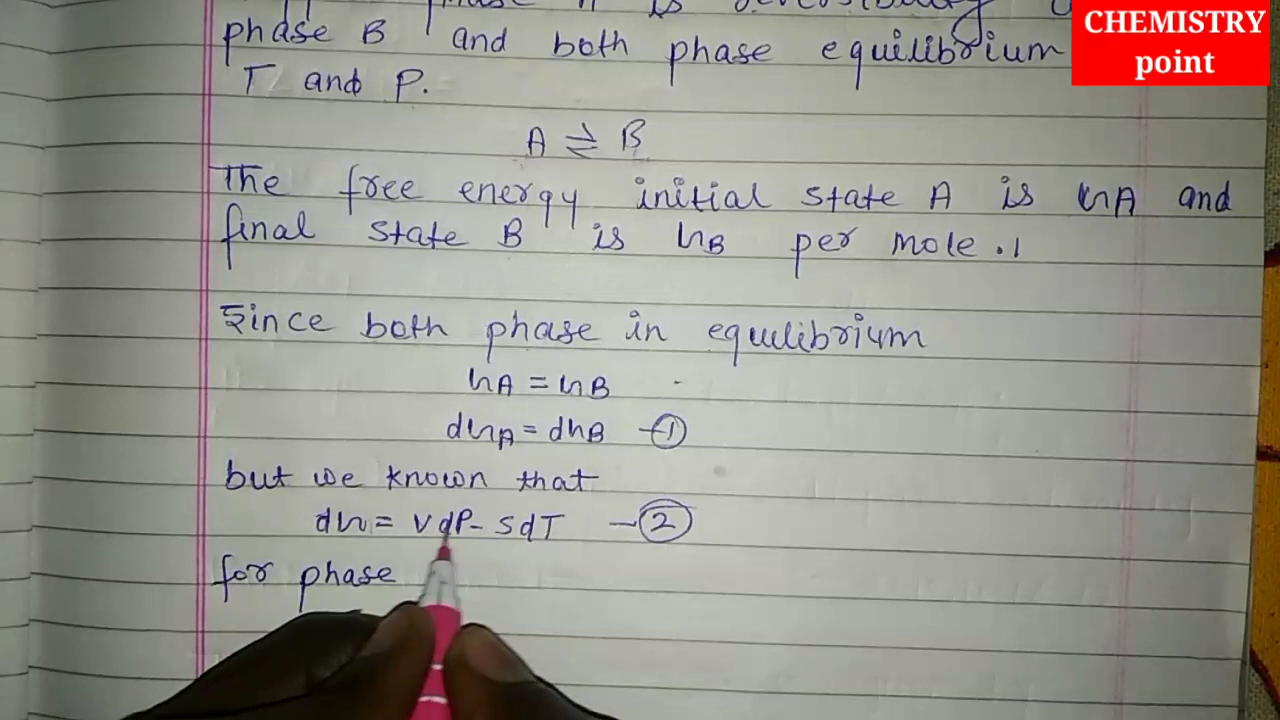 phase B and both phase equilibrium
T and P.
A ⇌ B
The free energy initial state A is GA and
final state B is GB per mole.
Since both phase in equilibrium
GA = GB
dGA = dGB —①
but we known that
dG = VdP - SdT —②
for phase
CHEMISTRY
point